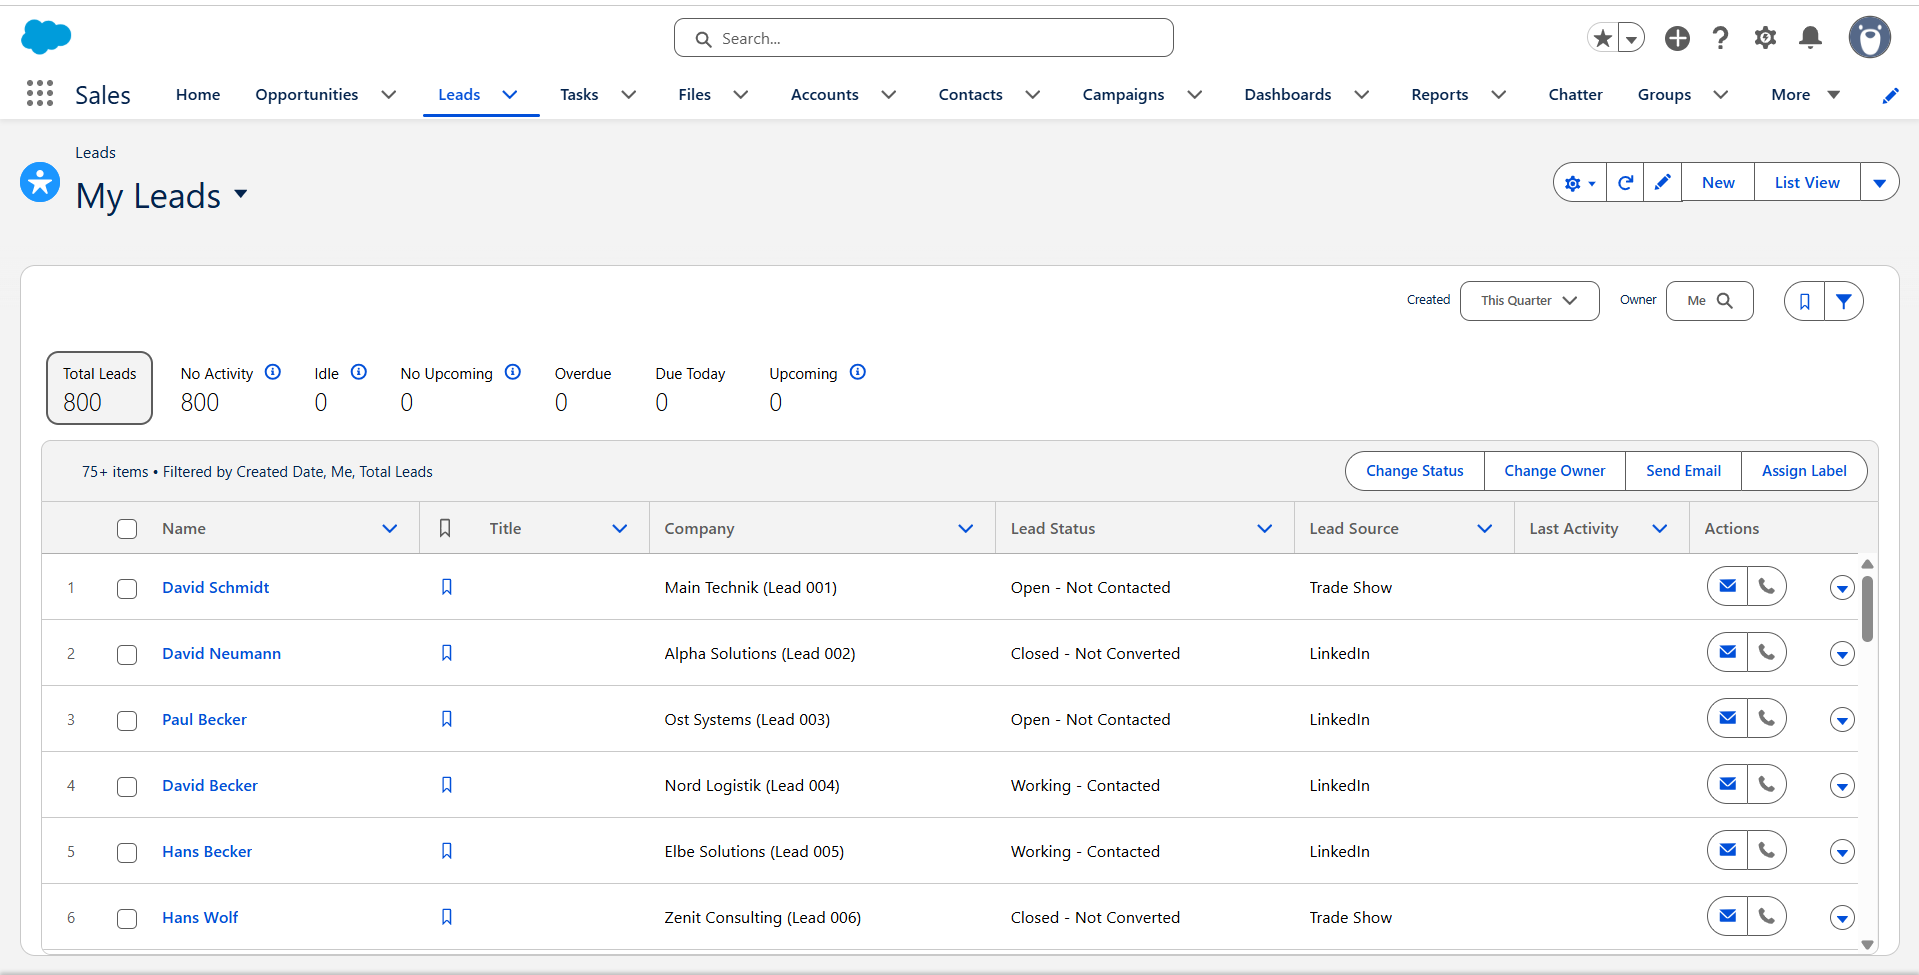 Search...
Sales
Home
Opportunities
Leads
Tasks
Files
Accounts
Contacts
Campaigns
Dashboards
Reports
Chatter
Groups
More
Leads
My Leads
New
List View
Created
This Quarter
Owner
Me
Total Leads
800
No Activity
800
Idle
0
No Upcoming
0
Overdue
0
Due Today
0
Upcoming
0
75+ items • Filtered by Created Date, Me, Total Leads
Change Status
Change Owner
Send Email
Assign Label
Name Title Company Lead Status Lead Source Last Activity Actions
1 David Schmidt Main Technik (Lead 001) Open - Not Contacted Trade Show
2 David Neumann Alpha Solutions (Lead 002) Closed - Not Converted LinkedIn
3 Paul Becker Ost Systems (Lead 003) Open - Not Contacted LinkedIn
4 David Becker Nord Logistik (Lead 004) Working - Contacted LinkedIn
5 Hans Becker Elbe Solutions (Lead 005) Working - Contacted LinkedIn
6 Hans Wolf Zenit Consulting (Lead 006) Closed - Not Converted Trade Show